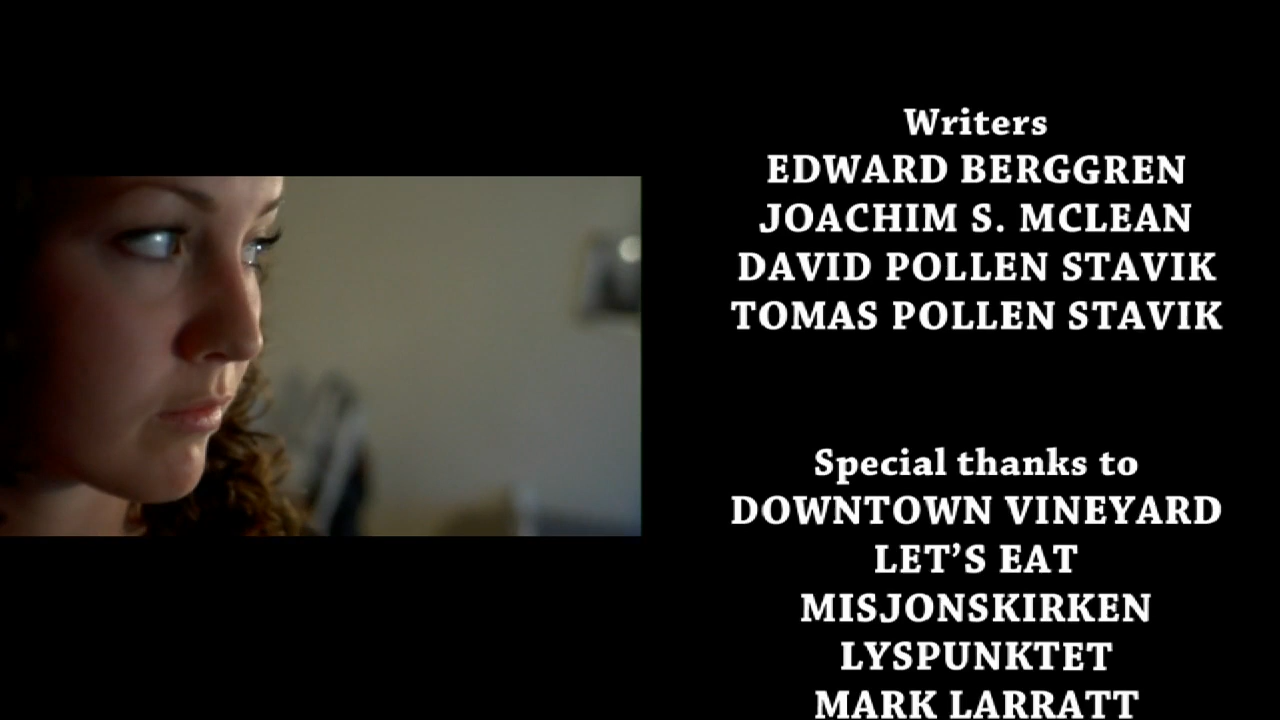 Writers
EDWARD BERGGREN
JOACHIM S. MCLEAN
DAVID POLLEN STAVIK
TOMAS POLLEN STAVIK
Special thanks to
DOWNTOWN VINEYARD
LET’S EAT
MISJONSKIRKEN
LYSPUNKTET
MARK LARRATT